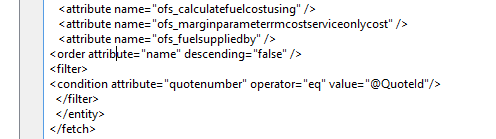 <attribute name="ofs_calculatefuelcostusing" />
<attribute name="ofs_marginparameterrmcostserviceonlycost" />
<attribute name="ofs_fuelsuppliedby" />
<order attribute="name" descending="false" />
<filter>
<condition attribute="quotenumber" operator="eq" value="@QuoteId"/>
</filter>
</entity>
</fetch>